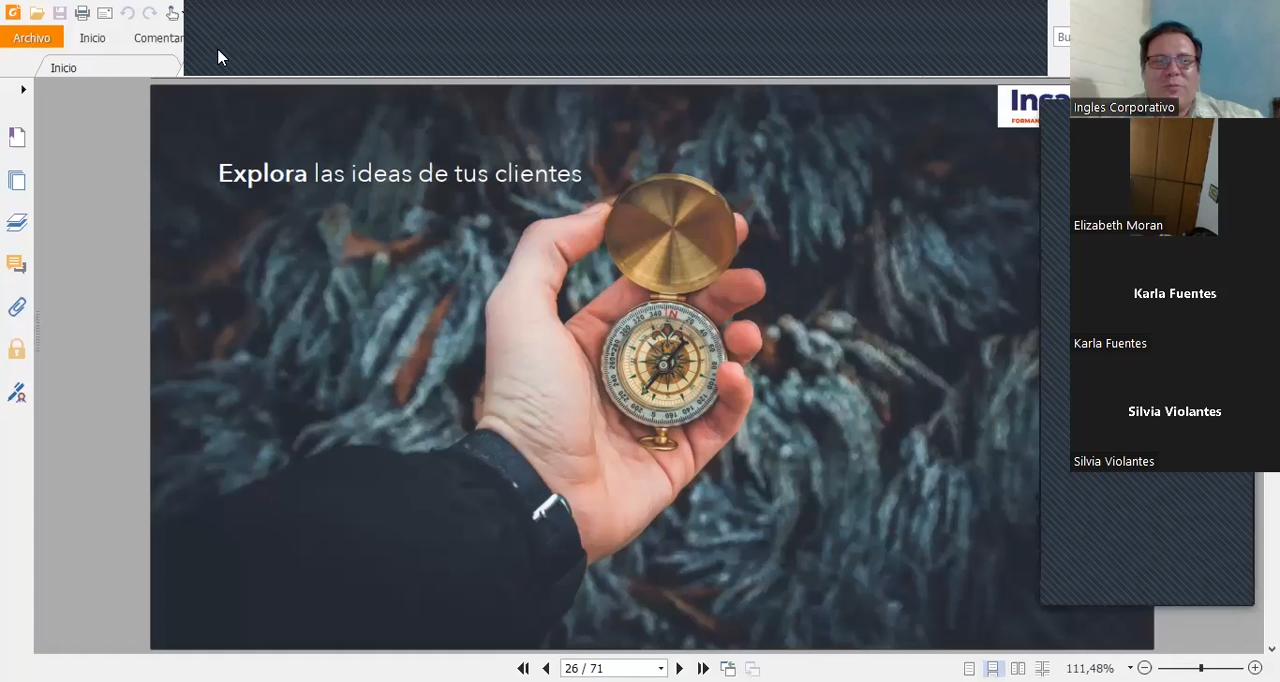 Archivo Inicio Comentar
Bu
Inicio
Explora las ideas de tus clientes
Ingles Corporativo
Elizabeth Moran
Karla Fuentes
Karla Fuentes
Silvia Violantes
Silvia Violantes
26 / 71
111,48%